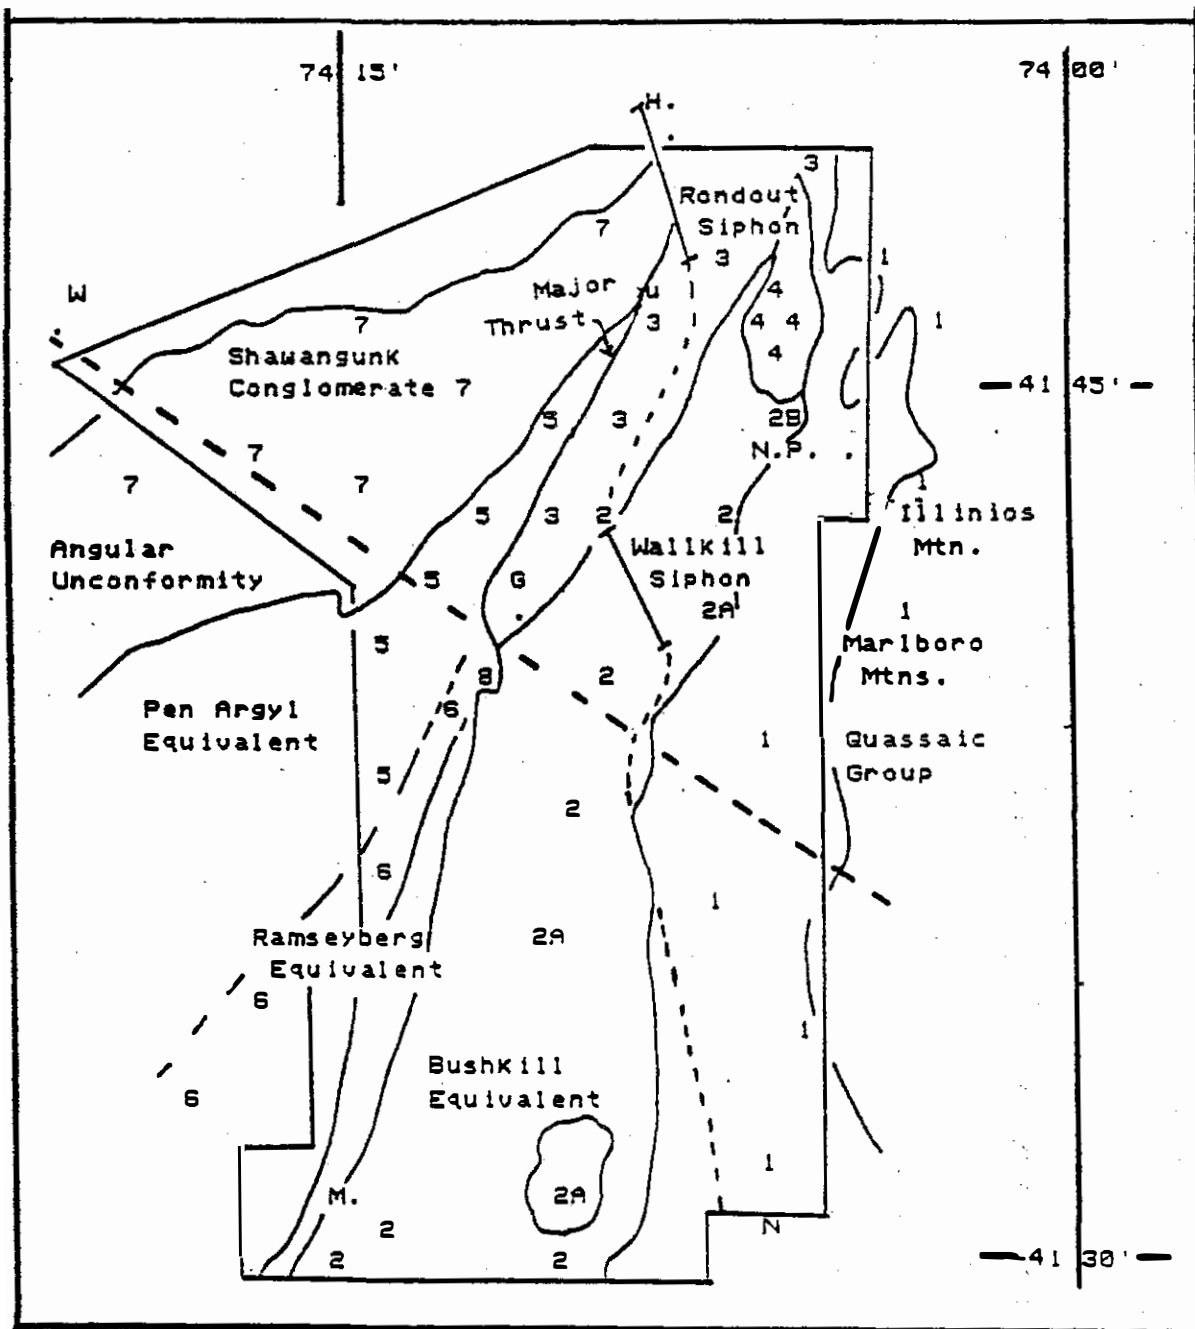 74 15'
74 00'
H.
3
Rondout
Siphon
7
3
1
W
Major
Thrust
u
3
4
4 4
4
1
7
Shawangunk
Conglomerate 7
41 45'
5
3
2B
N.P.
7
7
7
1
5
3
2
2
Illinios
Mtn.
Angular
Unconformity
Wallkill
Siphon
5
G
2A
1
5
Marlboro
Mtns.
8
2
6
Pen Argyl
Equivalent
1
Quassaic
Group
5
2
6
1
Ramseyberg
Equivalent
2A
6
1
Bushkill
Equivalent
6
1
M.
2A
2
N
2
2
41 30'